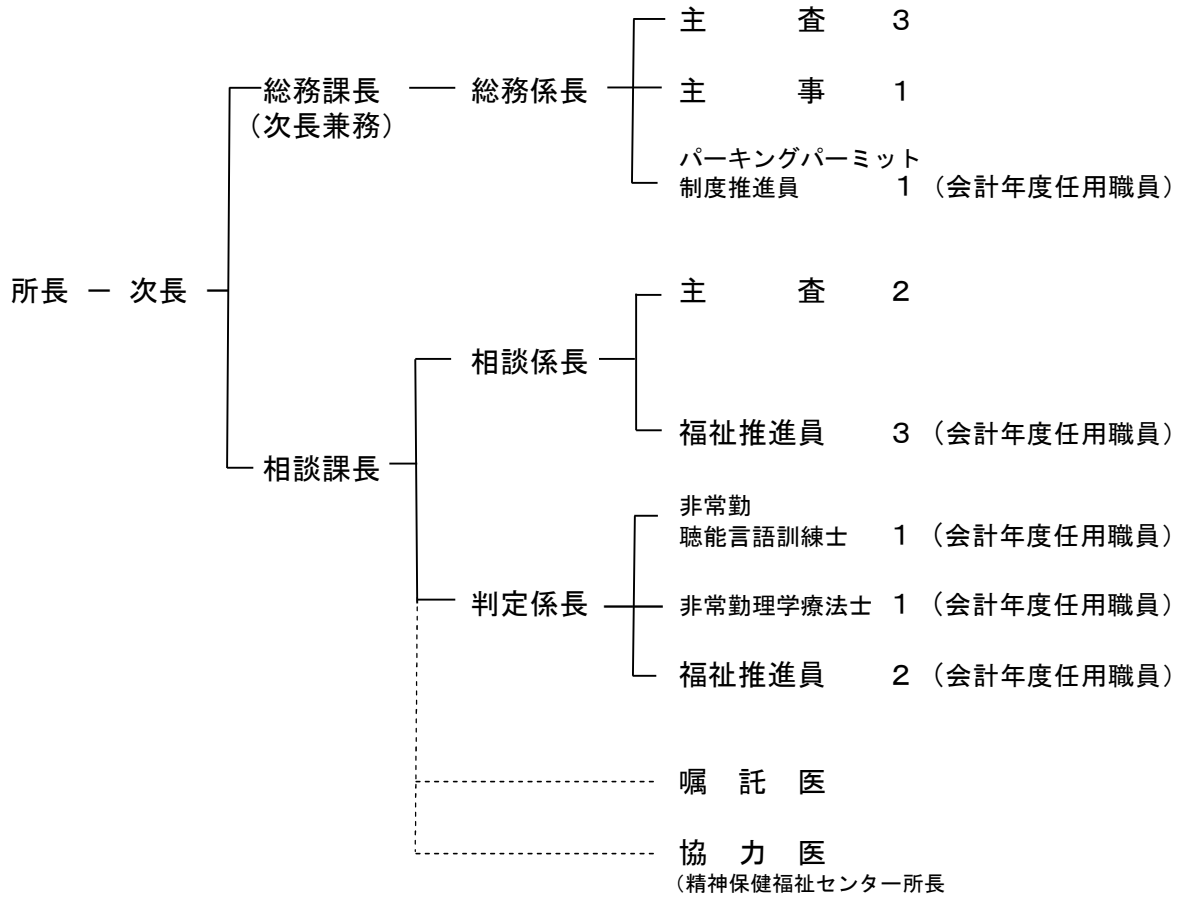 主　査　３
総務課長 総務係長 主　事　１
（次長兼務）
パーキングパーミット
制度推進員　１（会計年度任用職員）
所長 － 次長
主　査　２
相談係長
福祉推進員　３（会計年度任用職員）
相談課長
非常勤
聴能言語訓練士　１（会計年度任用職員）
判定係長 非常勤理学療法士　１（会計年度任用職員）
福祉推進員　２（会計年度任用職員）
嘱　託　医
協　力　医
（精神保健福祉センター所長